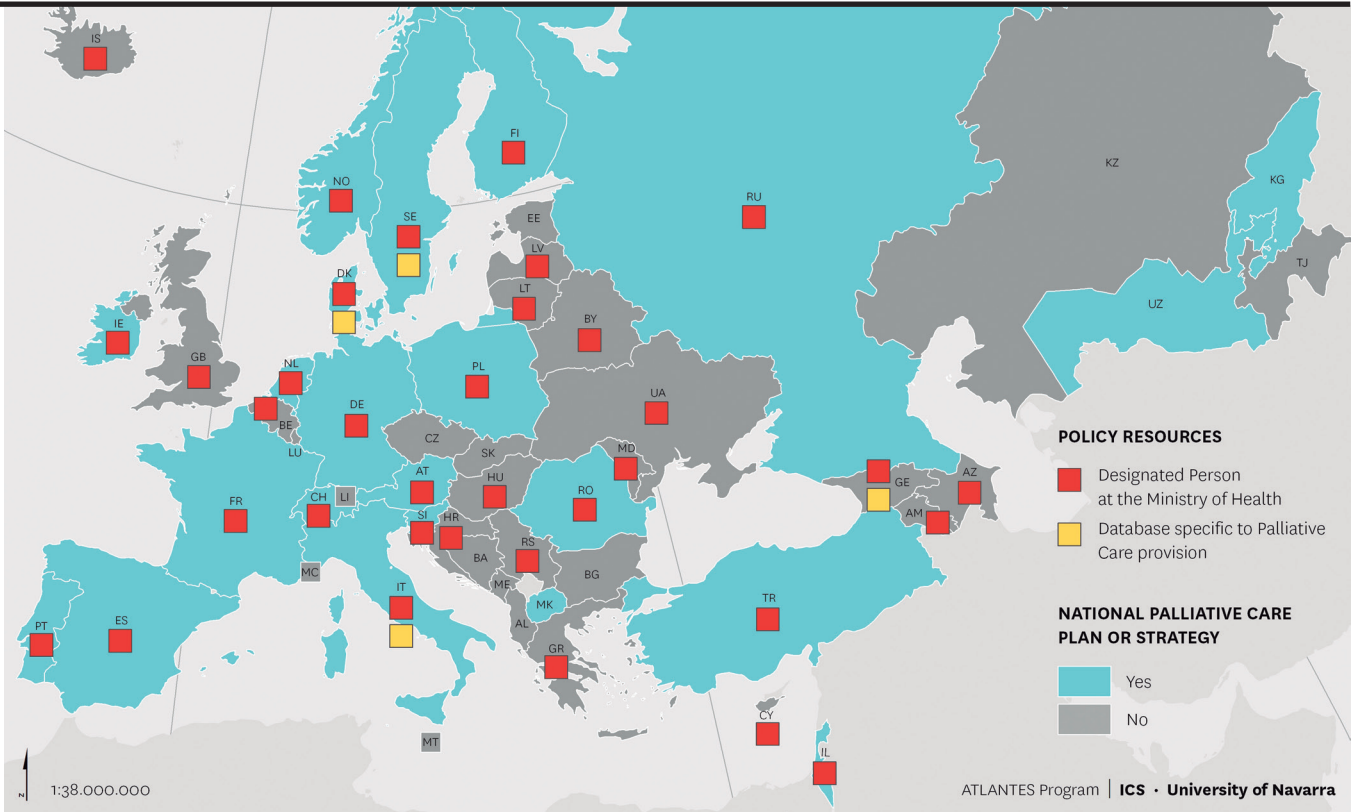 IS
FI
NO
SE
RU
KZ
KG
TJ
UZ
EE
LV
LT
DK
BY
IE
GB
NL
PL
DE
BE
UA
LU
CZ
SK
MD
AT
HU
RO
FR
CH
LI
SI
HR
GE
AZ
AM
BA
RS
BG
MC
ME
MK
IT
AL
TR
PT
ES
GR
MT
CY
IL
POLICY RESOURCES
Designated Person
at the Ministry of Health
Database specific to Palliative
Care provision
NATIONAL PALLIATIVE CARE
PLAN OR STRATEGY
Yes
No
N
1:38.000.000
ATLANTES Program | ICS · University of Navarra